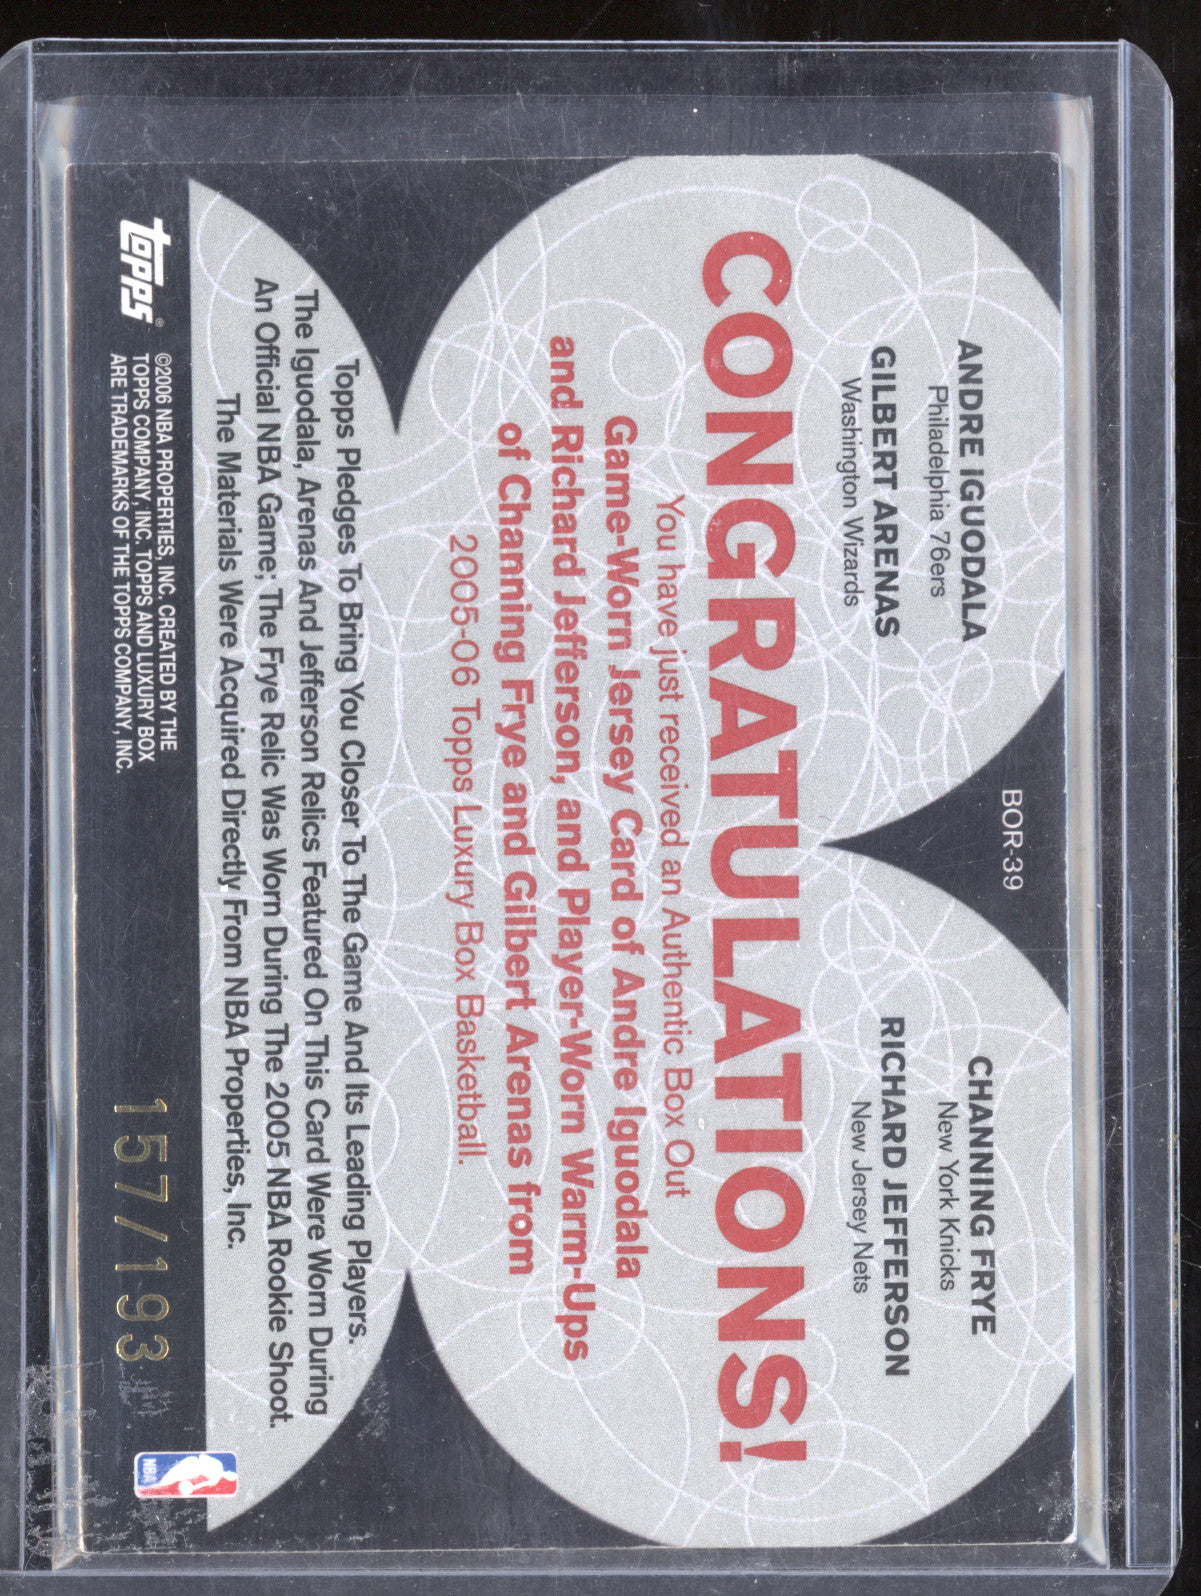 BOR-39
ANDRE IGUODALA
Philadelphia 76ers
GILBERT ARENAS
Washington Wizards
CHANNING FRYE
New York Knicks
RICHARD JEFFERSON
New Jersey Nets
CONGRATULATIONS!
You have just received an Authentic Box Out
Game-Worn Jersey Card of Andre Iguodala
and Richard Jefferson, and Player-Worn Warm-Ups
of Channing Frye and Gilbert Arenas from
2005-06 Topps Luxury Box Basketball.
Topps Pledges To Bring You Closer To The Game And Its Leading Players.
The Iguodala, Arenas And Jefferson Relics Featured On This Card Were Worn During
An Official NBA Game; The Frye Relic Was Worn During The 2005 NBA Rookie Shoot.
The Materials Were Acquired Directly From NBA Properties, Inc.
topps®
©2006 NBA PROPERTIES, INC. CREATED BY THE
TOPPS COMPANY, INC. TOPPS AND LUXURY BOX
ARE TRADEMARKS OF THE TOPPS COMPANY, INC.
157/193
NBA